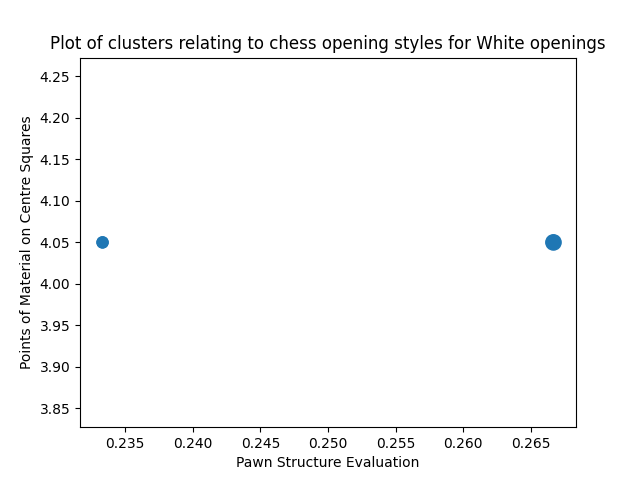 Plot of clusters relating to chess opening styles for White openings
Points of Material on Centre Squares
4.25
4.20
4.15
4.10
4.05
4.00
3.95
3.90
3.85
0.235 0.240 0.245 0.250 0.255 0.260 0.265
Pawn Structure Evaluation